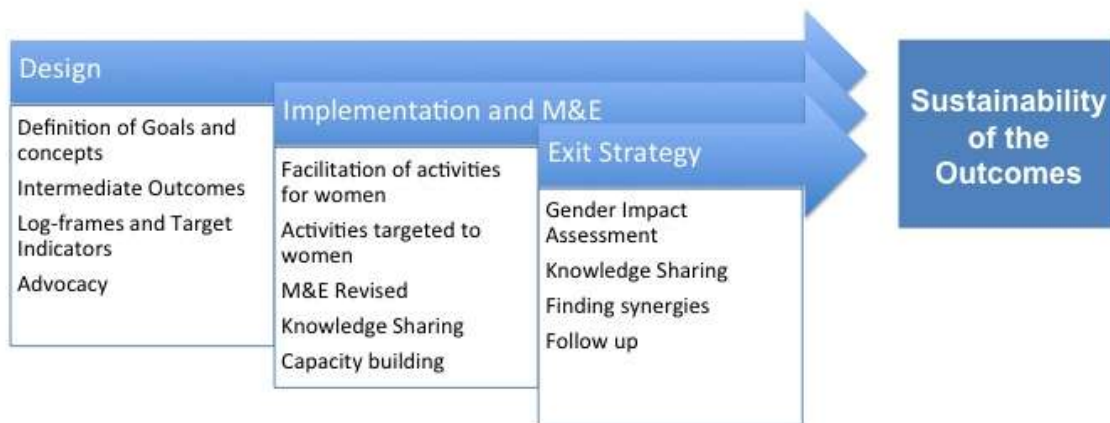 Design
Definition of Goals and
concepts
Intermediate Outcomes
Log-frames and Target
Indicators
Advocacy
Implementation and M&E
Facilitation of activities
for women
Activities targeted to
women
M&E Revised
Knowledge Sharing
Capacity building
Exit Strategy
Gender Impact
Assessment
Knowledge Sharing
Finding synergies
Follow up
Sustainability
of the
Outcomes